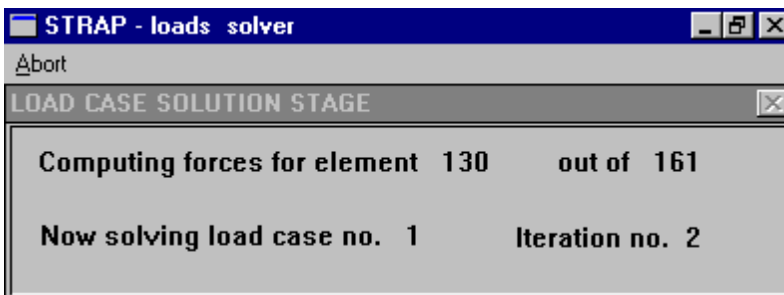 STRAP - loads solver
Abort
LOAD CASE SOLUTION STAGE
Computing forces for element 130 out of 161
Now solving load case no. 1 Iteration no. 2